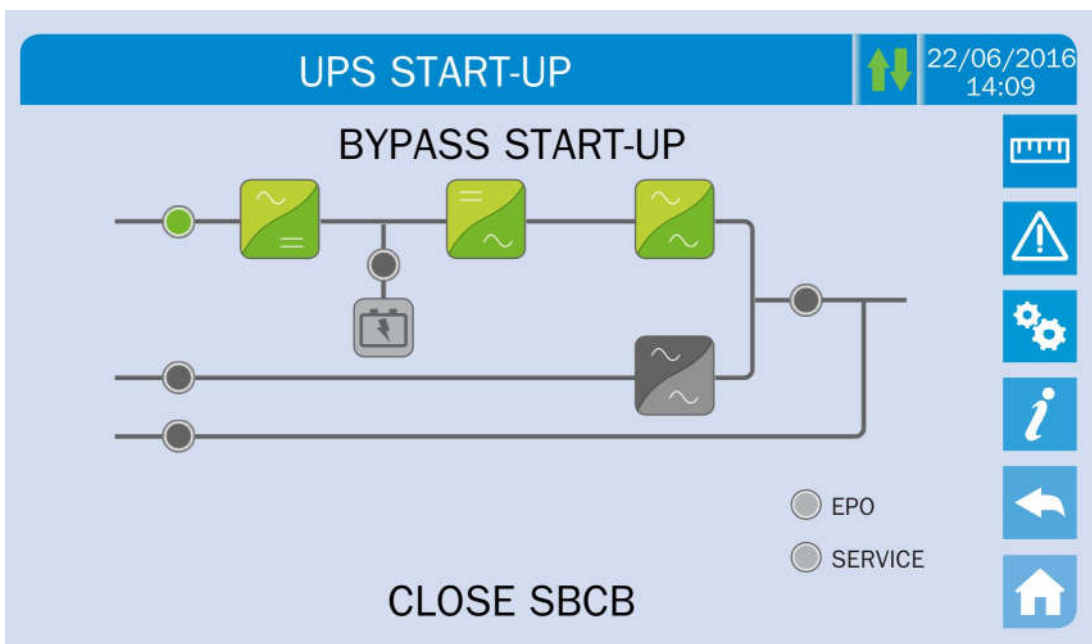 UPS START-UP
22/06/2016
14:09
BYPASS START-UP
EPO
SERVICE
CLOSE SBCB